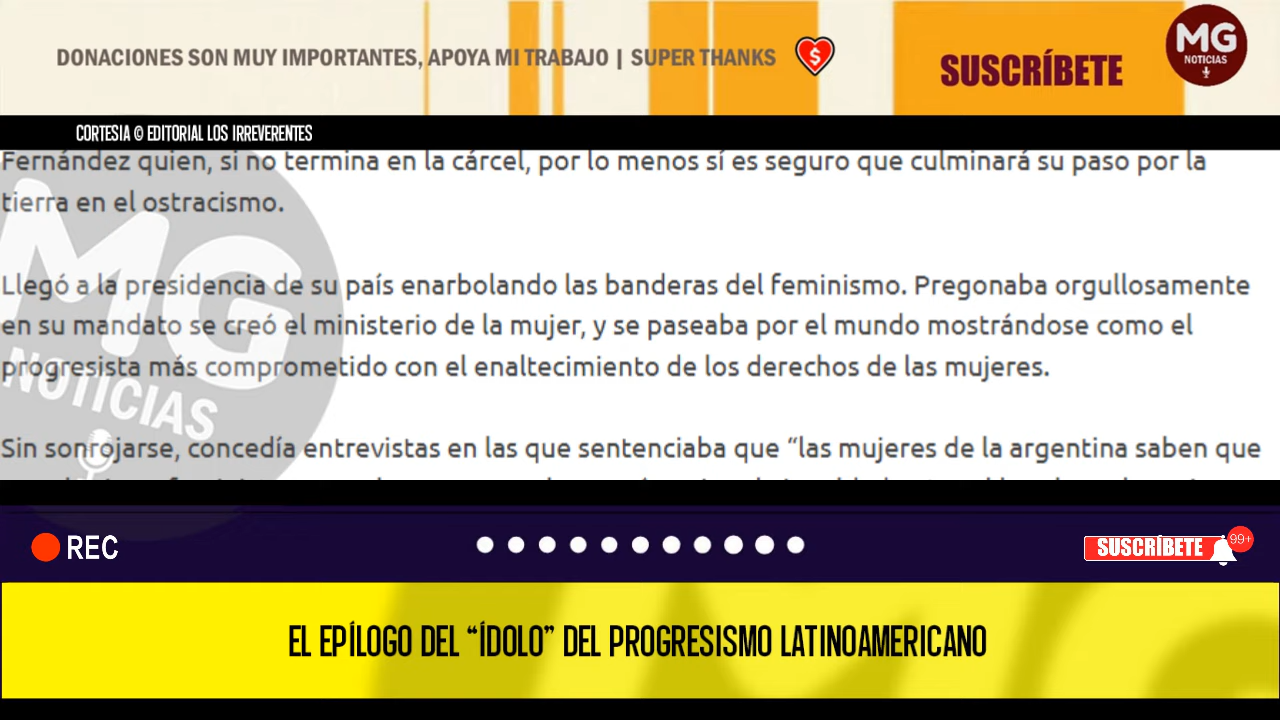 DONACIONES SON MUY IMPORTANTES, APOYA MI TRABAJO | SUPER THANKS
$
SUSCRÍBETE
MG
NOTICIAS
CORTESIA © EDITORIAL LOS IRREVERENTES
Fernández quien, si no termina en la cárcel, por lo menos sí es seguro que culminará su paso por la
tierra en el ostracismo.
Llegó a la presidencia de su país enarbolando las banderas del feminismo. Pregonaba orgullosamente
en su mandato se creó el ministerio de la mujer, y se paseaba por el mundo mostrándose como el
progresista más comprometido con el enaltecimiento de los derechos de las mujeres.
Sin sonrojarse, concedía entrevistas en las que sentenciaba que “las mujeres de la argentina saben que
MG
NOTICIAS
REC
SUSCRÍBETE
99+
EL EPÍLOGO DEL “ÍDOLO” DEL PROGRESISMO LATINOAMERICANO